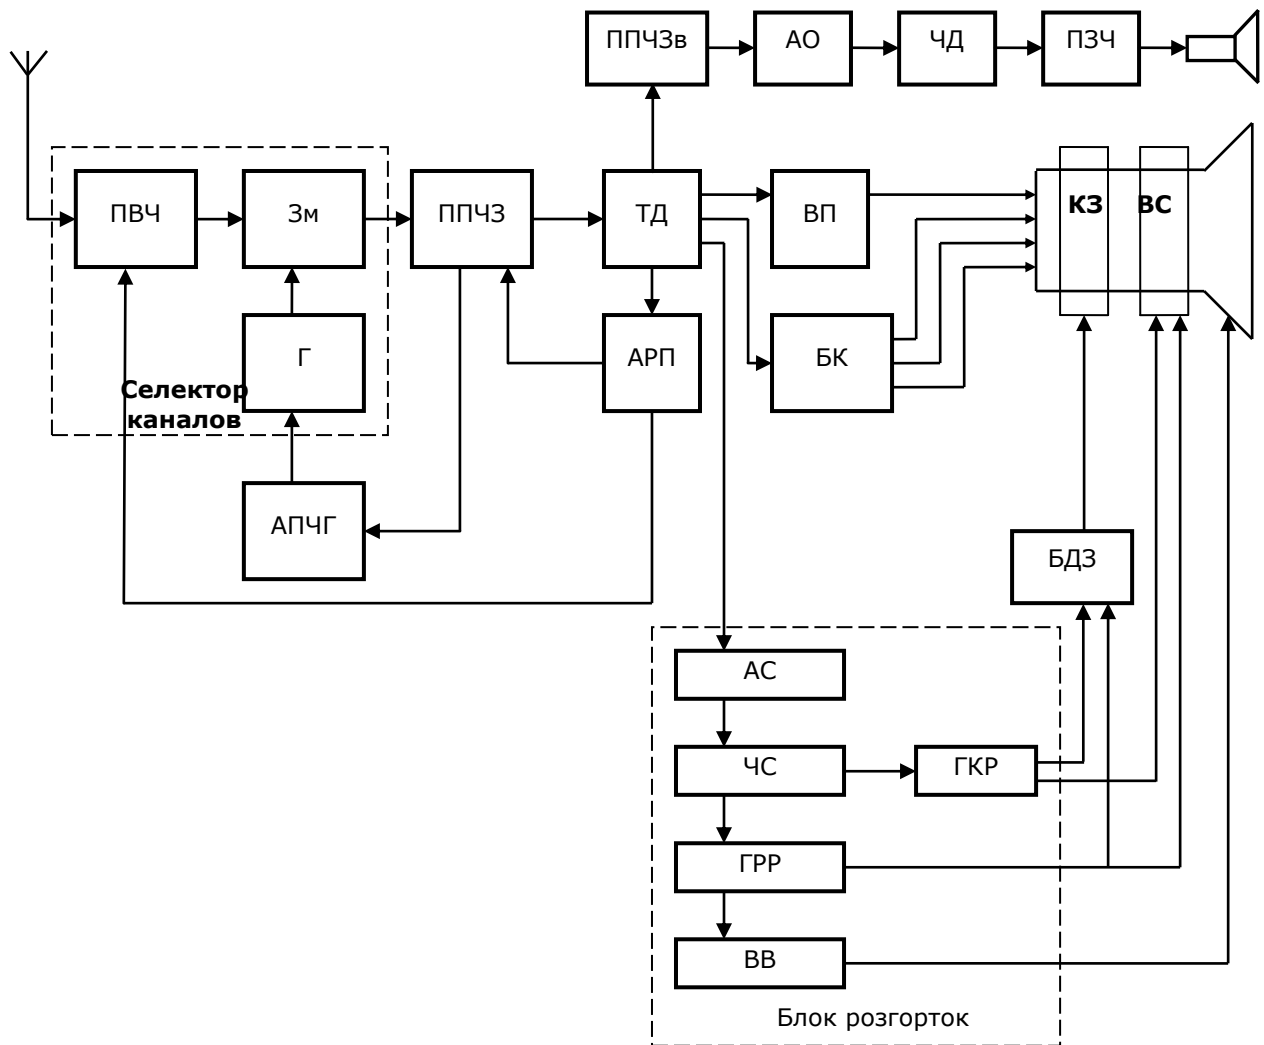 ППЧЗв
АО
ЧД
ПЗЧ
ПВЧ
Зм
ППЧЗ
ТД
ВП
КЗ
ВС
Г
АРП
БК
Селектор
каналов
АПЧГ
БДЗ
АС
ЧС
ГКР
ГРР
ВВ
Блок розгорток